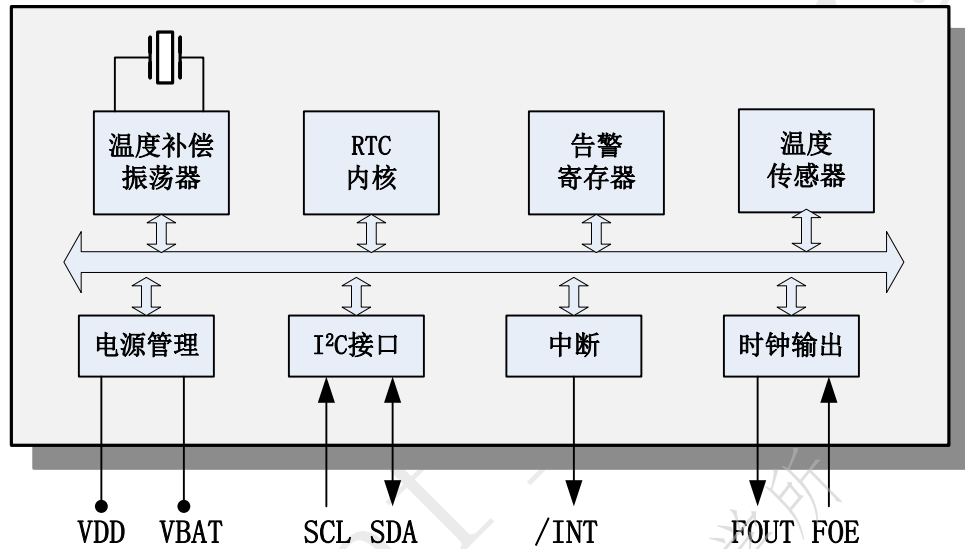 温度补偿
振荡器
RTC
内核
告警
寄存器
温度
传感器
电源管理
I²C接口
中断
时钟输出
VDD
VBAT
SCL
SDA
/INT
FOUT
FOE